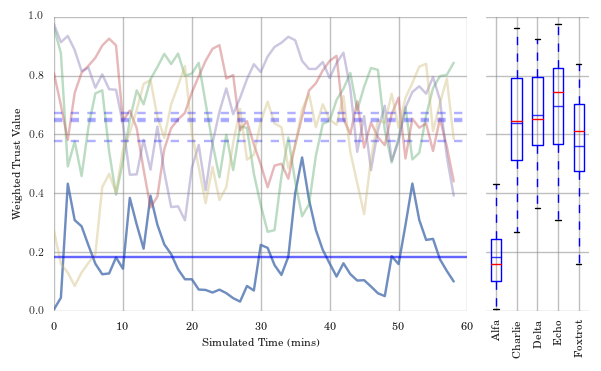 Weighted Trust Value
1.0
0.8
0.6
0.4
0.2
0.0
0 10 20 30 40 50 60
Simulated Time (mins)
Alfa
Charlie
Delta
Echo
Foxtrot